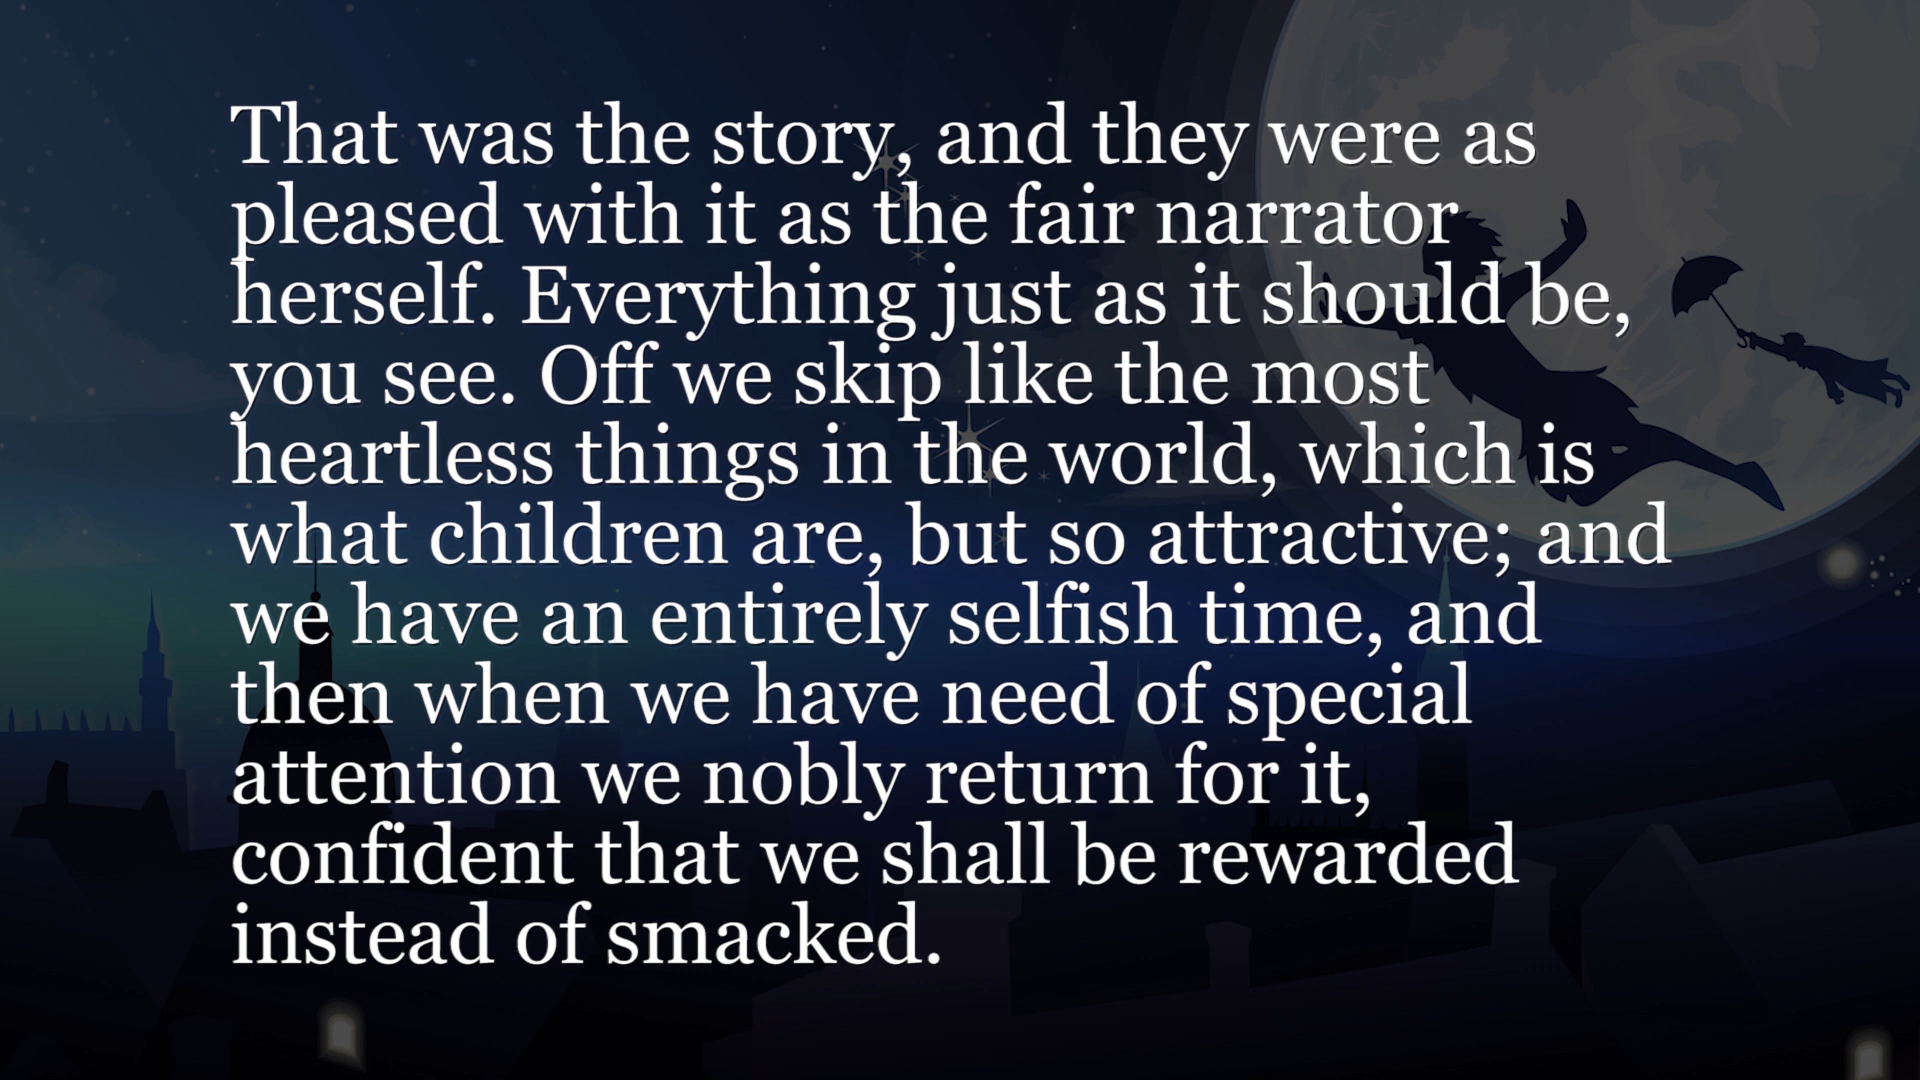 That was the story, and they were as
pleased with it as the fair narrator
herself. Everything just as it should be,
you see. Off we skip like the most
heartless things in the world, which is
what children are, but so attractive; and
we have an entirely selfish time, and
then when we have need of special
attention we nobly return for it,
confident that we shall be rewarded
instead of smacked.